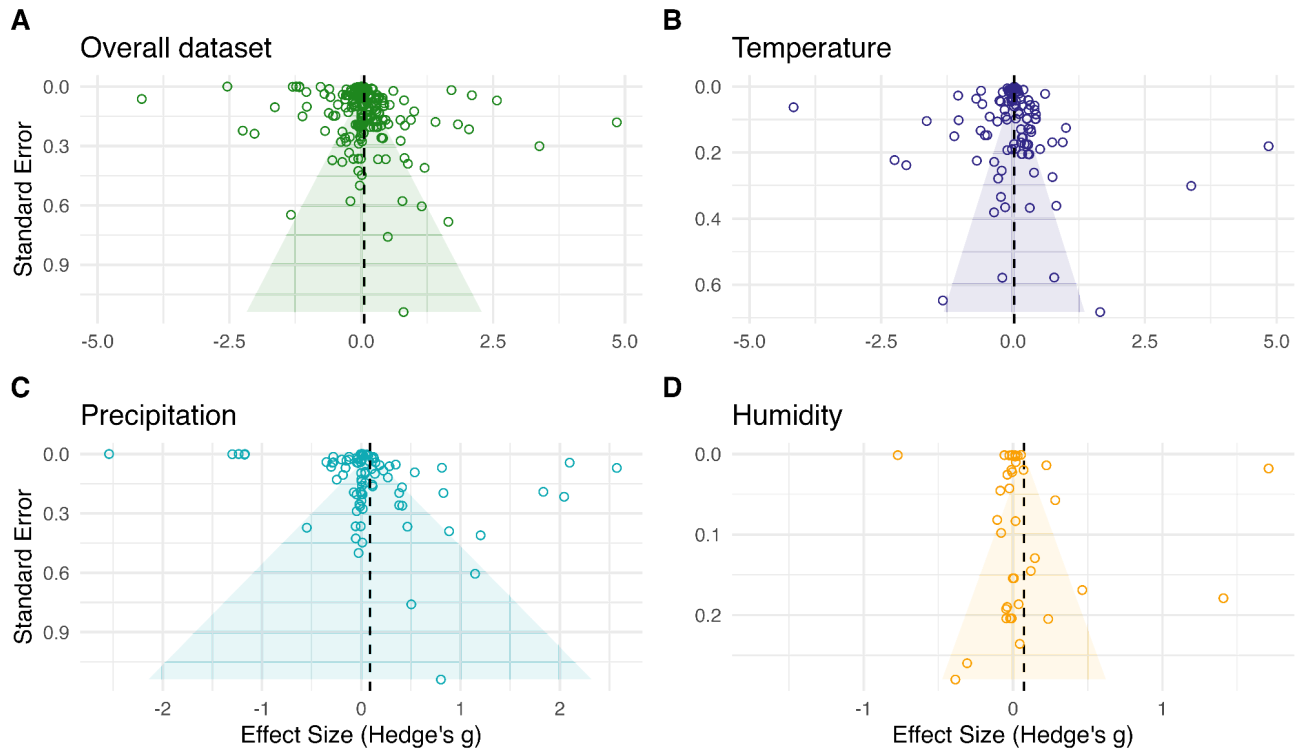 A
Overall dataset
Standard Error
0.0
0.3
0.6
0.9
-5.0 -2.5 0.0 2.5 5.0
B
Temperature
0.0
0.2
0.4
0.6
-5.0 -2.5 0.0 2.5 5.0
C
Precipitation
Standard Error
0.0
0.3
0.6
0.9
-2 -1 0 1 2
Effect Size (Hedge's g)
D
Humidity
0.0
0.1
0.2
-1 0 1
Effect Size (Hedge's g)